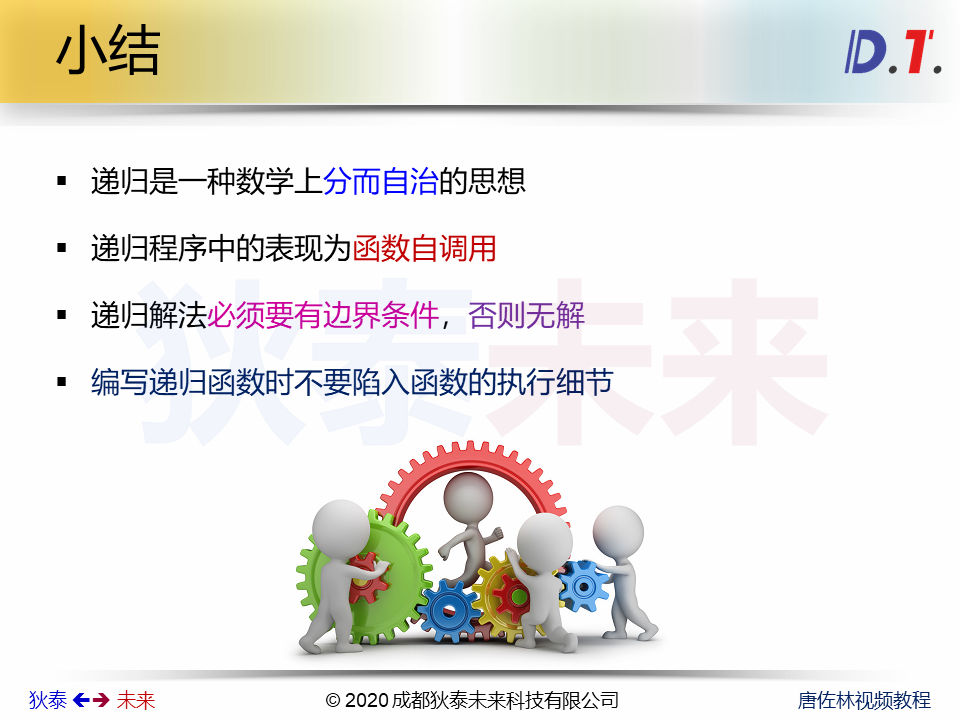 小结
D.T.
▪ 递归是一种数学上分而自治的思想
▪ 递归程序中的表现为函数自调用
▪ 递归解法必须要有边界条件，否则无解
▪ 编写递归函数时不要陷入函数的执行细节
狄泰未来
狄泰 🡸🡺 未来
© 2020 成都狄泰未来科技有限公司
唐佐林视频教程